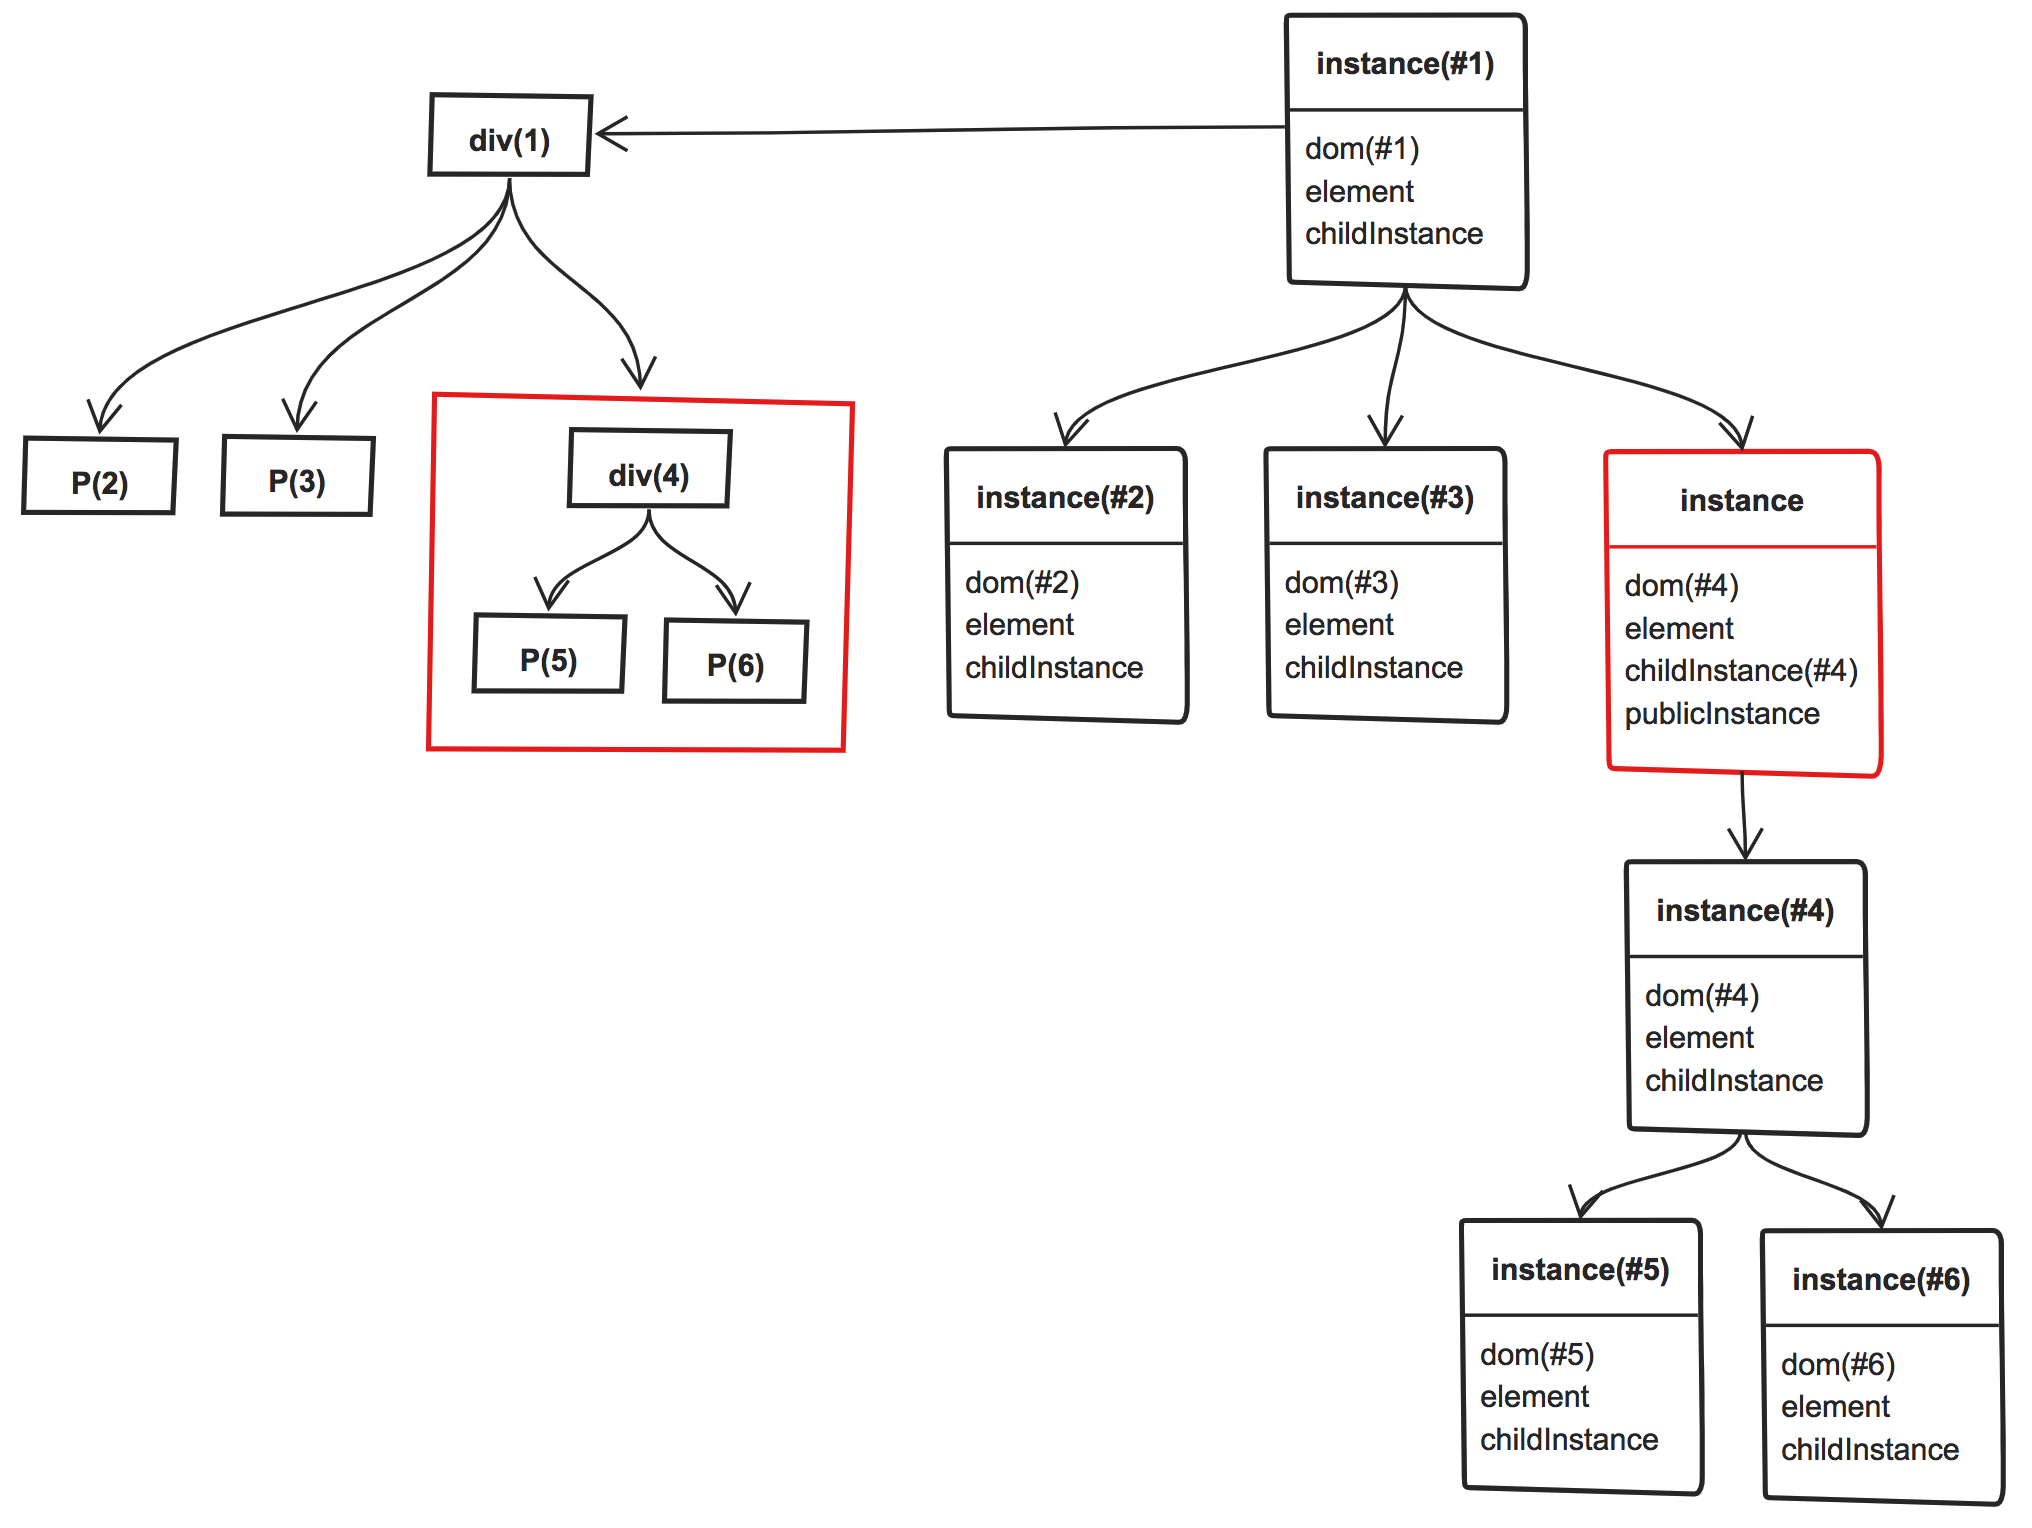 instance(#1)
dom(#1)
element
childInstance
div(1)
P(2)
P(3)
div(4)
P(5)
P(6)
instance(#2)
dom(#2)
element
childInstance
instance(#3)
dom(#3)
element
childInstance
instance
dom(#4)
element
childInstance(#4)
publicInstance
instance(#4)
dom(#4)
element
childInstance
instance(#5)
dom(#5)
element
childInstance
instance(#6)
dom(#6)
element
childInstance